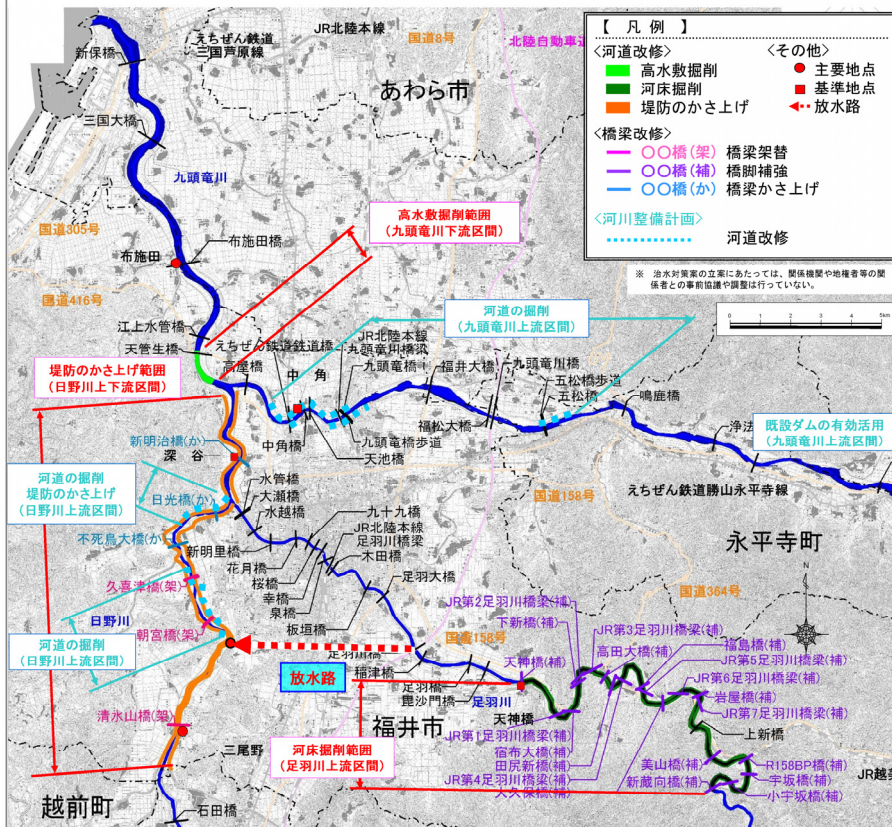 【 凡 例 】
<河道改修>
高水敷掘削
河床掘削
堤防のかさ上げ
<その他>
主要地点
基準地点
放水路
<橋梁改修>
〇〇橋(架) 橋梁架替
〇〇橋(補) 橋脚補強
〇〇橋(か) 橋梁かさ上げ
<河川整備計画>
河道改修
※ 治水対策案の立案にあたっては、関係機関や地権者等の関
係者との事前協議や調整は行っていない。
0 1 2 3 4 5km
JR北陸本線
えちぜん鉄道
三国芦原線
国道8号
北陸自動車道
新保橋
あわら市
三国大橋
九頭竜川
国道305号
高水敷掘削範囲
(九頭竜川下流区間)
布施田
布施田橋
国道416号
江上水管橋
天管生橋
河道の掘削
(九頭竜川上流区間)
えちぜん鉄道鉄道橋
JR北陸本線
九頭竜川橋梁
堤防のかさ上げ範囲
(日野川上下流区間)
高屋橋
中 角
九頭竜橋
福井大橋
九頭竜川橋
五松橋歩道
五松橋
鳴鹿橋
中角橋
天池橋
九頭竜橋歩道
福松大橋
浄法
既設ダムの有効活用
(九頭竜川上流区間)
新明治橋(か)
深 谷
河道の掘削
堤防のかさ上げ
(日野川上流区間)
日光橋(か)
水管橋
大瀬橋
水越橋
国道158号
えちぜん鉄道勝山永平寺線
不死鳥大橋(か)
新明里橋
九十九橋
JR北陸本線
足羽川橋梁
木田橋
花月橋
桜橋
幸橋
泉橋
足羽大橋
永平寺町
久喜津橋(架)
板垣橋
国道364号
N
日野川
朝宮橋(架)
河道の掘削
(日野川上流区間)
国道158号
JR第2足羽川橋梁(補)
下新橋(補)
JR第3足羽川橋梁(補)
高田大橋(補)
福島橋(補)
JR第5足羽川橋梁(補)
JR第6足羽川橋梁(補)
岩屋橋(補)
JR第7足羽川橋梁(補)
放水路
稲津橋
足羽橋
毘沙門橋
足羽川
天神橋(補)
天神橋
上新橋
清水山橋(架)
福井市
JR第1足羽川橋梁(補)
宿布大橋(補)
田尻新橋(補)
JR第4足羽川橋梁(補)
大久保橋(補)
美山橋(補)
新蔵向橋(補)
R158BP橋(補)
宇坂橋(補)
小宇坂橋(補)
三尾野
河床掘削範囲
(足羽川上流区間)
JR越美
越前町
石田橋